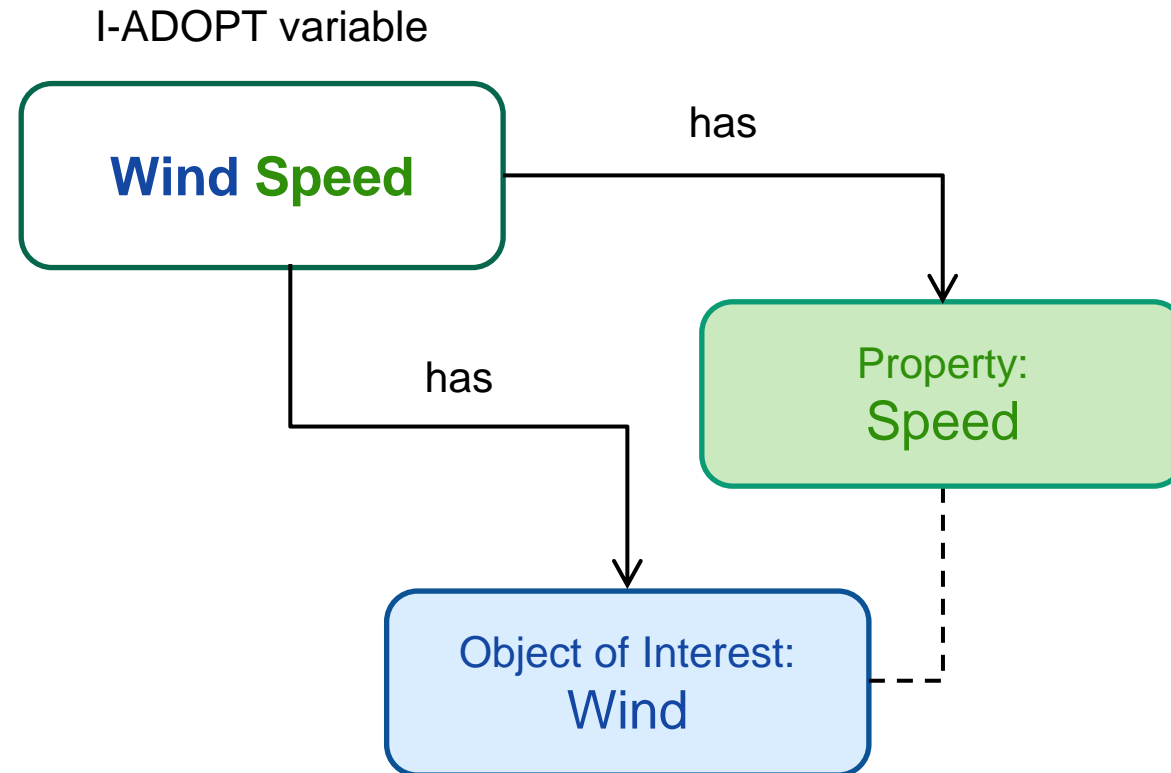 I-ADOPT variable
Wind Speed
has
has
Property:
Speed
Object of Interest:
Wind